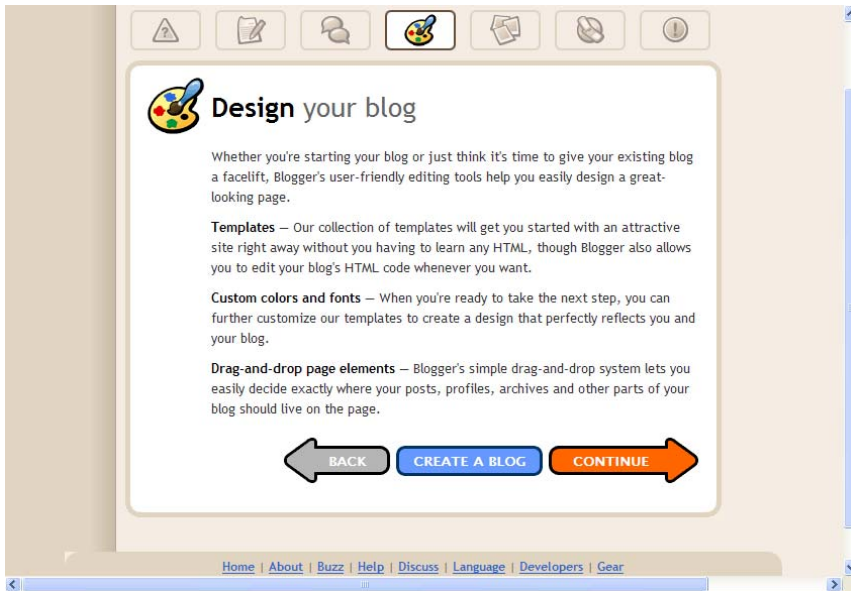 Design your blog
Whether you're starting your blog or just think it's time to give your existing blog
a facelift, Blogger's user-friendly editing tools help you easily design a great-
looking page.
Templates — Our collection of templates will get you started with an attractive
site right away without you having to learn any HTML, though Blogger also allows
you to edit your blog's HTML code whenever you want.
Custom colors and fonts — When you're ready to take the next step, you can
further customize our templates to create a design that perfectly reflects you and
your blog.
Drag-and-drop page elements — Blogger's simple drag-and-drop system lets you
easily decide exactly where your posts, profiles, archives and other parts of your
blog should live on the page.
BACK CREATE A BLOG CONTINUE
Home | About | Buzz | Help | Discuss | Language | Developers | Gear